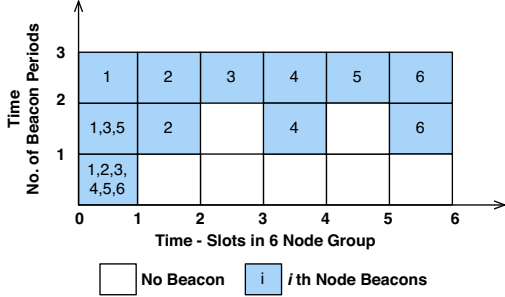 Time
No. of Beacon Periods
3
1 2 3 4 5 6
2
1,3,5 2 4 6
1
1,2,3,
4,5,6
0 1 2 3 4 5 6
Time - Slots in 6 Node Group
No Beacon i i th Node Beacons